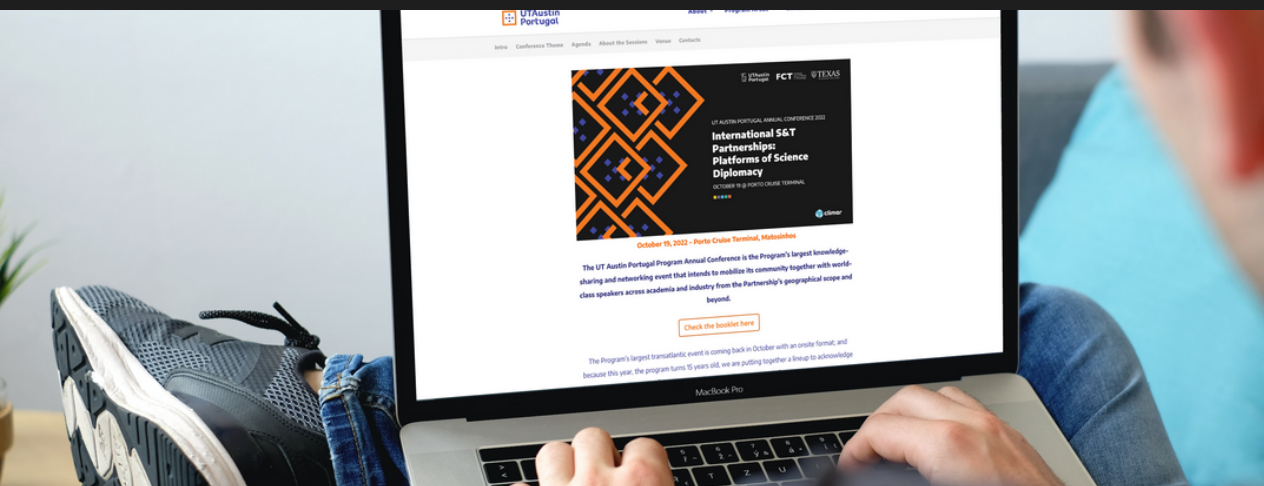 UTAustin
Portugal
About
Intro Conference Theme Agenda About the Sessions Venue Contacts
UTAustin
Portugal
FCT
TEXAS
UT AUSTIN PORTUGAL ANNUAL CONFERENCE 2022
International S&T
Partnerships:
Platforms of Science
Diplomacy
OCTOBER 19 @ PORTO CRUISE TERMINAL
climar
October 19, 2022 - Porto Cruise Terminal, Matosinhos
The UT Austin Portugal Program Annual Conference is the Program's largest knowledge-
sharing and networking event that intends to mobilize its community together with world-
class speakers across academia and industry from the Partnership's geographical scope and
beyond.
Check the booklet here
The Program's largest transatlantic event is coming back in October with an onsite format, and
because this year, the program turns 15 years old, we are putting together a lineup to acknowledge
MacBook Pro
T Z U